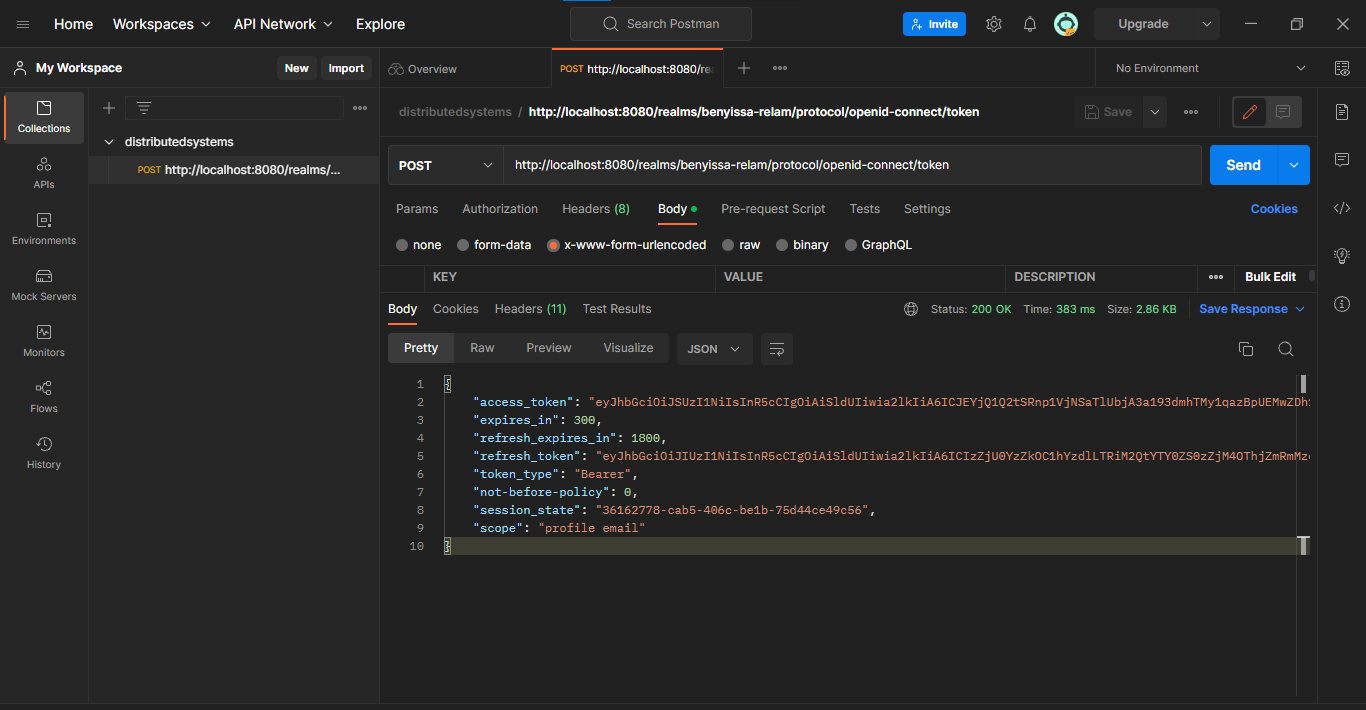 Home Workspaces API Network Explore Search Postman Invite Upgrade
My Workspace New Import Overview POST http://localhost:8080/re No Environment
Collections
APIs
Environments
Mock Servers
Monitors
Flows
History
distributedsystems
POST http://localhost:8080/realms/...
distributedsystems / http://localhost:8080/realms/benyissa-relam/protocol/openid-connect/token Save
POST http://localhost:8080/realms/benyissa-relam/protocol/openid-connect/token Send
Params Authorization Headers (8) Body Pre-request Script Tests Settings Cookies
none form-data x-www-form-urlencoded raw binary GraphQL
KEY VALUE DESCRIPTION Bulk Edit
Body Cookies Headers (11) Test Results Status: 200 OK Time: 383 ms Size: 2.86 KB Save Response
Pretty Raw Preview Visualize JSON
1 {
2 "access_token": "eyJhbGciOiJSUzI1NiIsInR5cCIgOiAiSldUIiwia2lkIiA6ICJEYjQ1Q2tSRnp1VjNSaTlUbjA3a193dmhTMy1qazBpUEMwZDh
3 "expires_in": 300,
4 "refresh_expires_in": 1800,
5 "refresh_token": "eyJhbGciOiJIUzI1NiIsInR5cCIgOiAiSldUIiwia2lkIiA6ICIzZjU0YzZkOC1hYzdlLTRiM2QtYTY0ZS0zZjM4OThjZmRmMz
6 "token_type": "Bearer",
7 "not-before-policy": 0,
8 "session_state": "36162778-cab5-406c-be1b-75d44ce49c56",
9 "scope": "profile email"
10 }